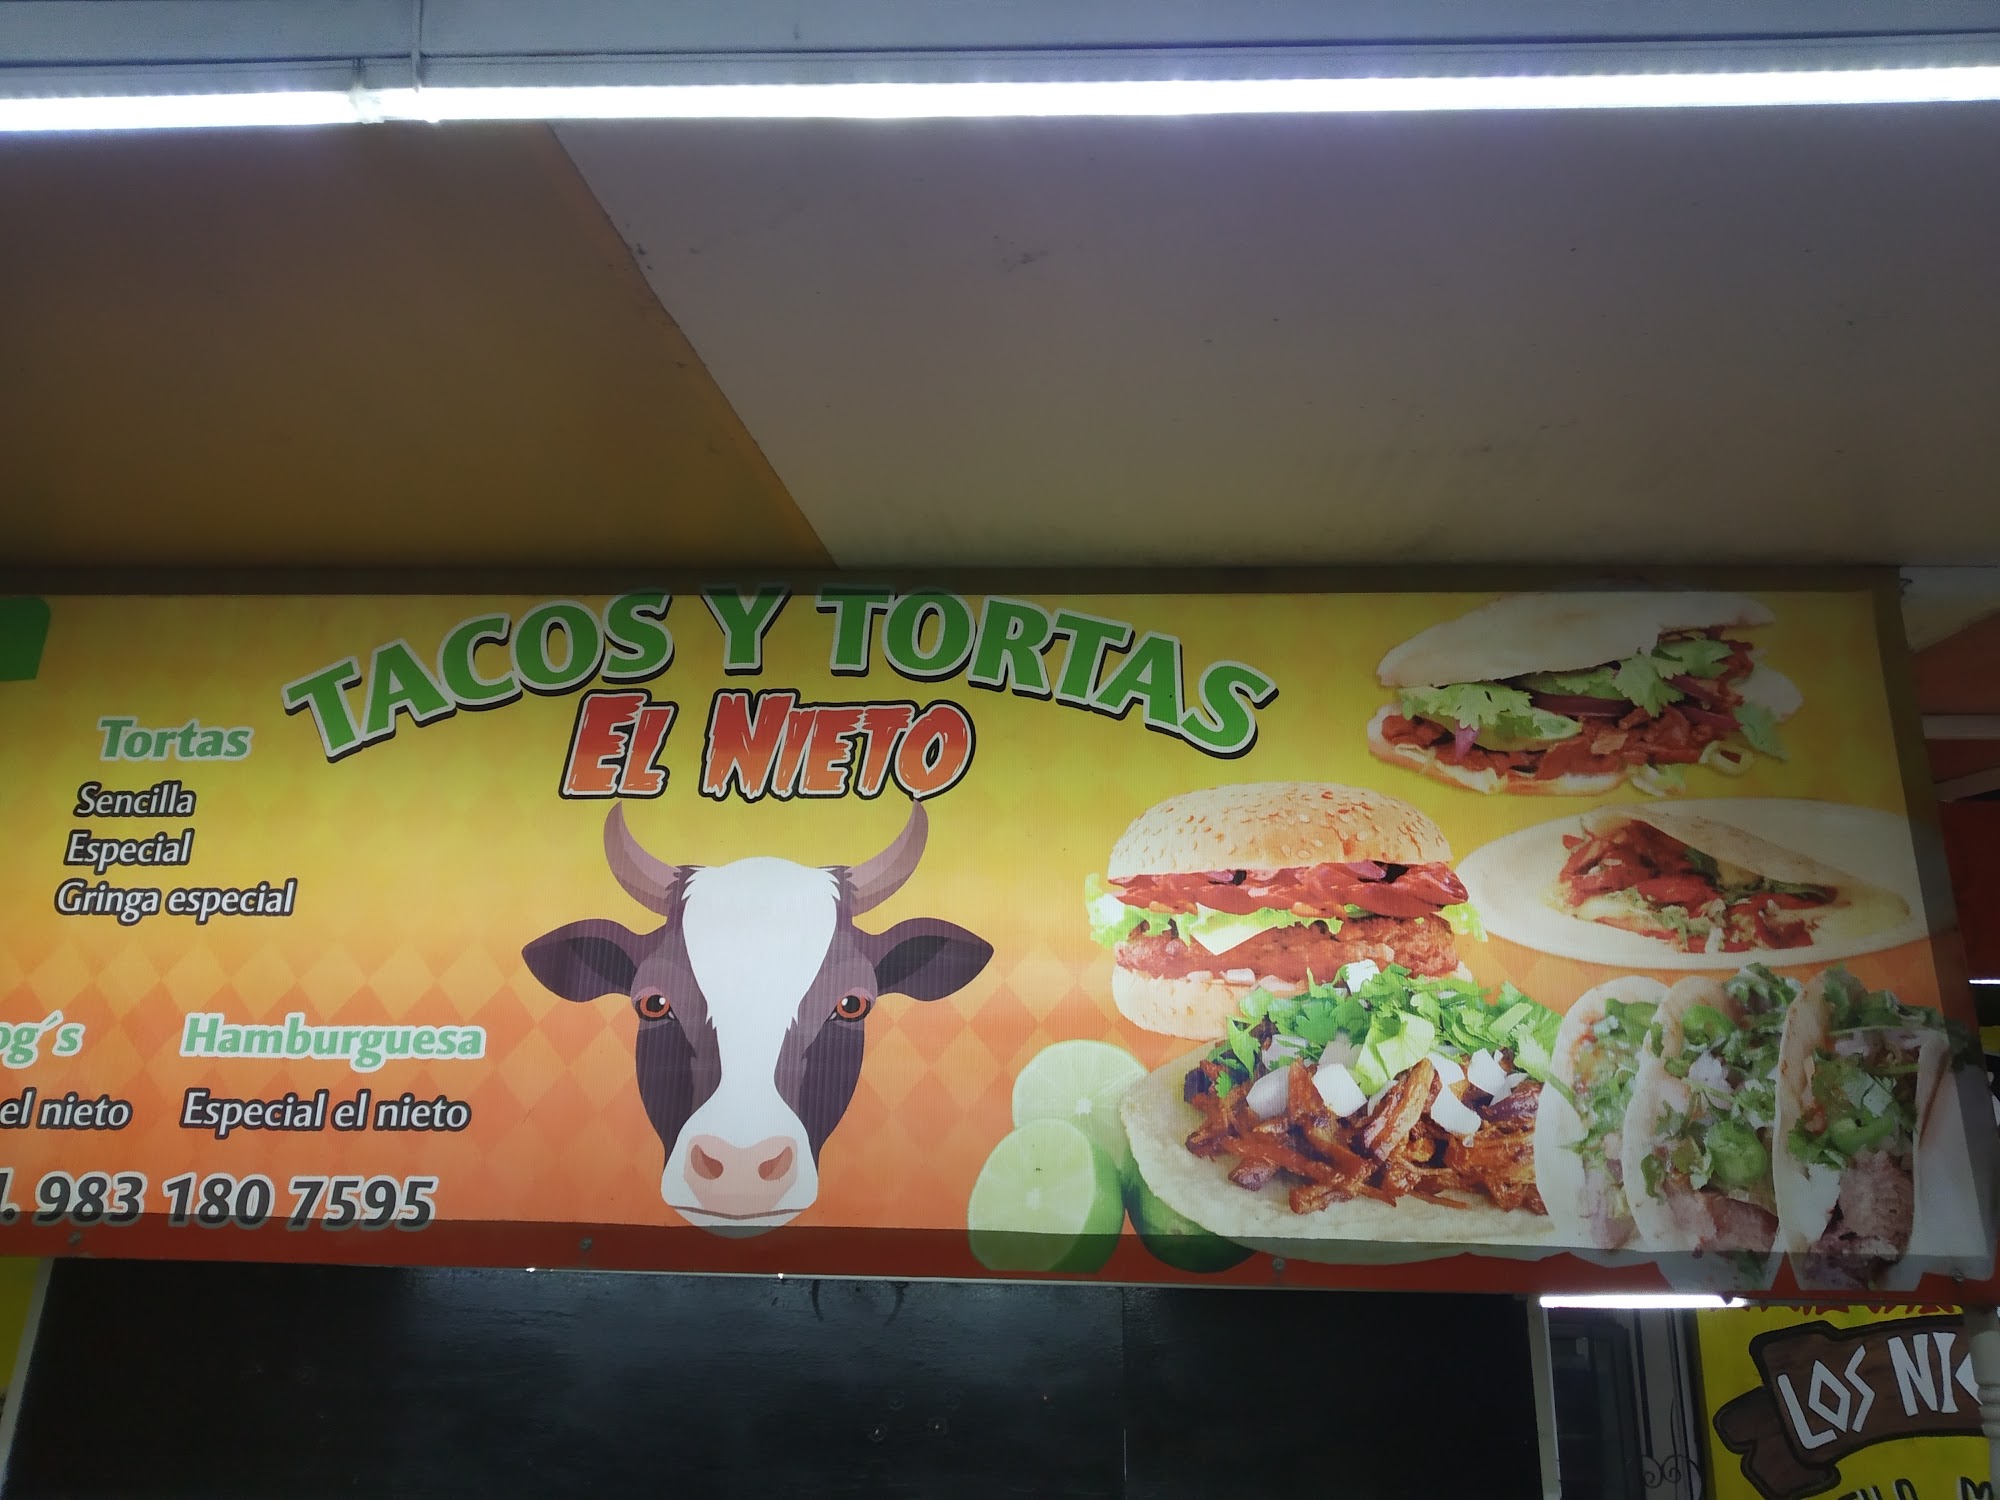 TACOS Y TORTAS
EL NIETO
Tortas
Sencilla
Especial
Gringa especial
og´s
el nieto
Hamburguesa
Especial el nieto
983 180 7595
LOS